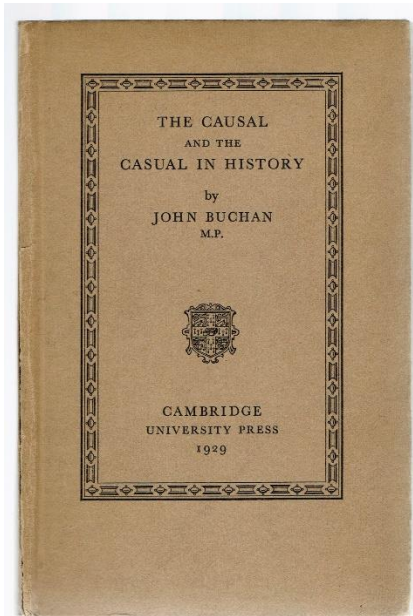 THE CAUSAL
AND THE
CASUAL IN HISTORY
by
JOHN BUCHAN
M.P.
CAMBRIDGE
UNIVERSITY PRESS
1929